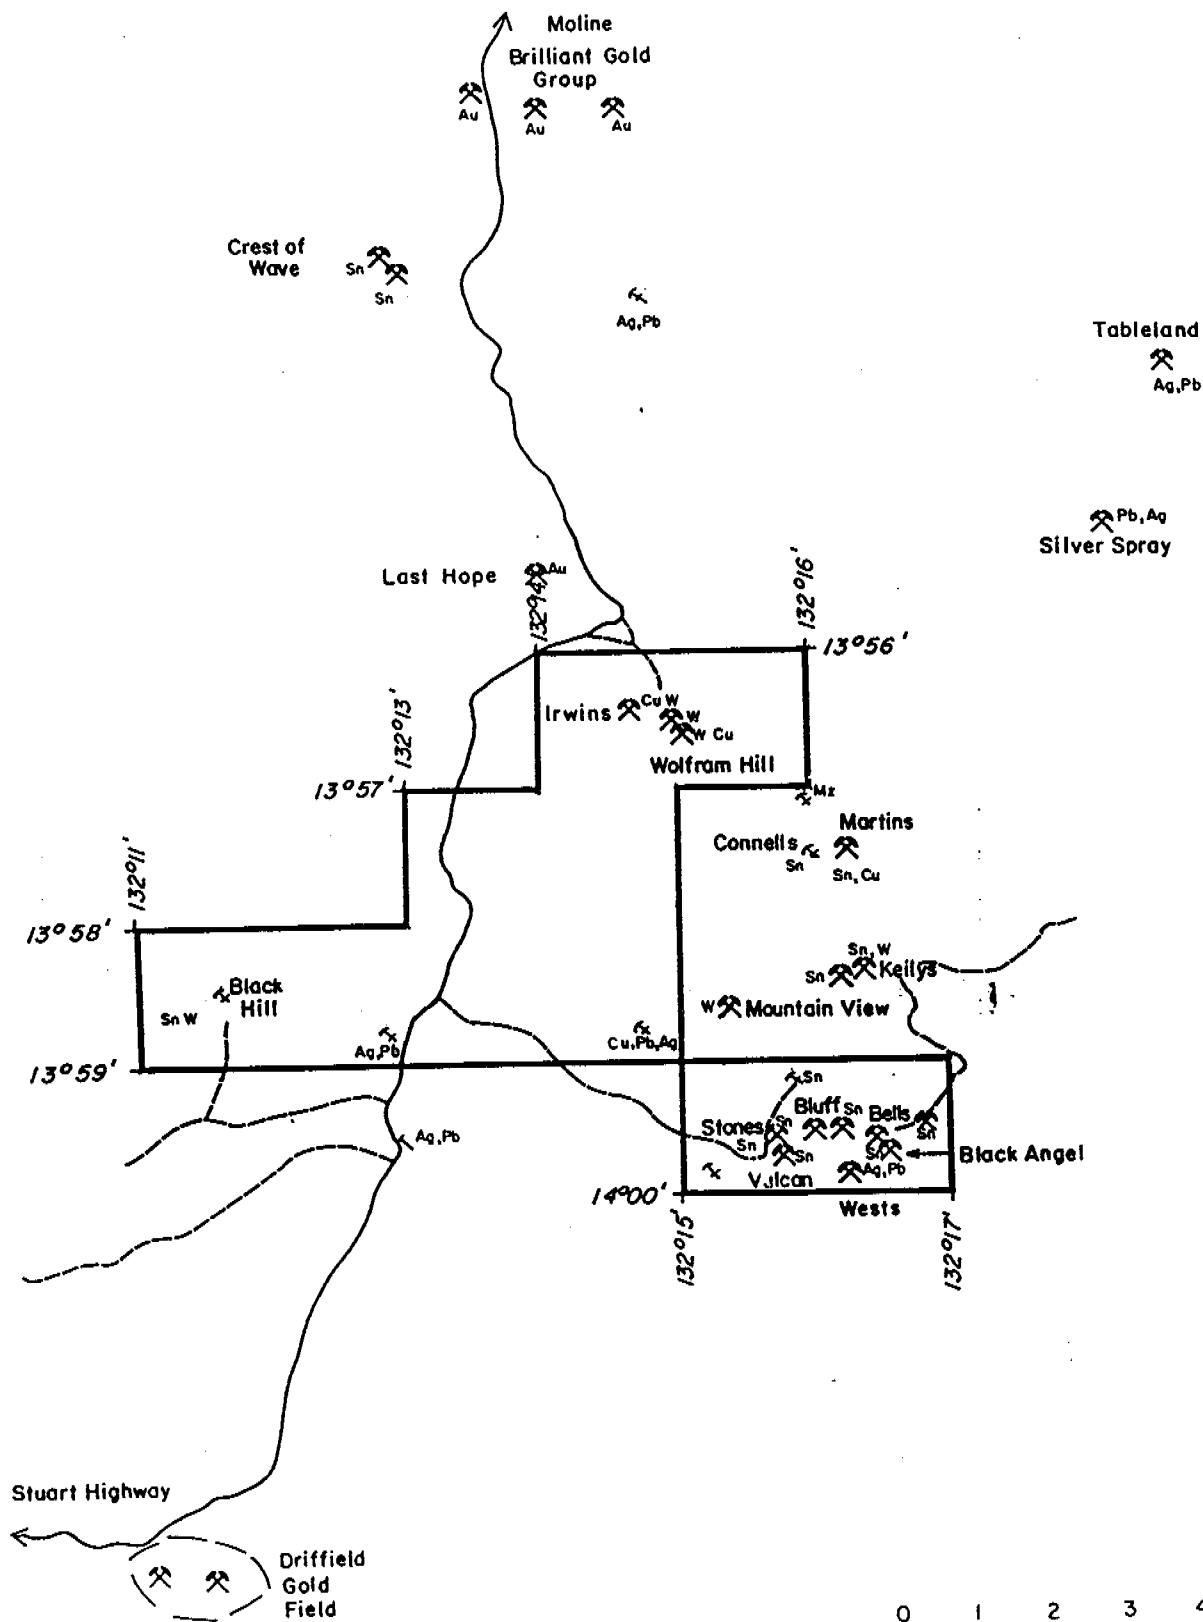 Moline
Brilliant Gold
Group
Au
Au
Au
Crest of
Wave
Sn
Sn
Ag,Pb
Tableland
Ag,Pb
Pb,Ag
Silver Spray
Last Hope
Au
132°14'
132°16'
13°56'
Irwins
Cu W
W
W Cu
Wolfram Hill
132°13'
13°57'
Mz
Martins
Connells
Sn
Sn,Cu
132°11'
13°58'
Sn,W
Sn
Kellys
Black
Hill
Sn W
W
Mountain View
Ag,Pb
Cu,Pb,Ag
13°59'
Sn
Bluff
Sn
Bells
Stones
Sn
Sn
Sn
Sn
Sn
Black Angel
Ag,Pb
Vulcan
Ag,Pb
14°00'
Wests
132°15'
132°17'
Stuart Highway
Driffield
Gold
Field
0 1 2 3 4